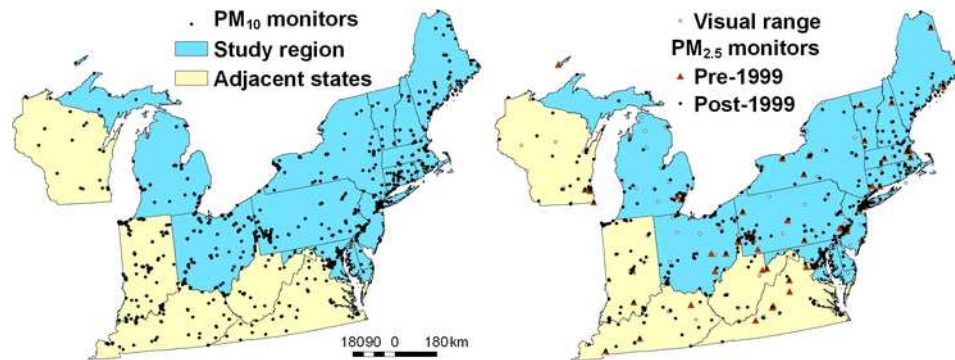 PM10 monitors
Study region
Adjacent states
18090 0 180km
Visual range
PM2.5 monitors
Pre-1999
Post-1999